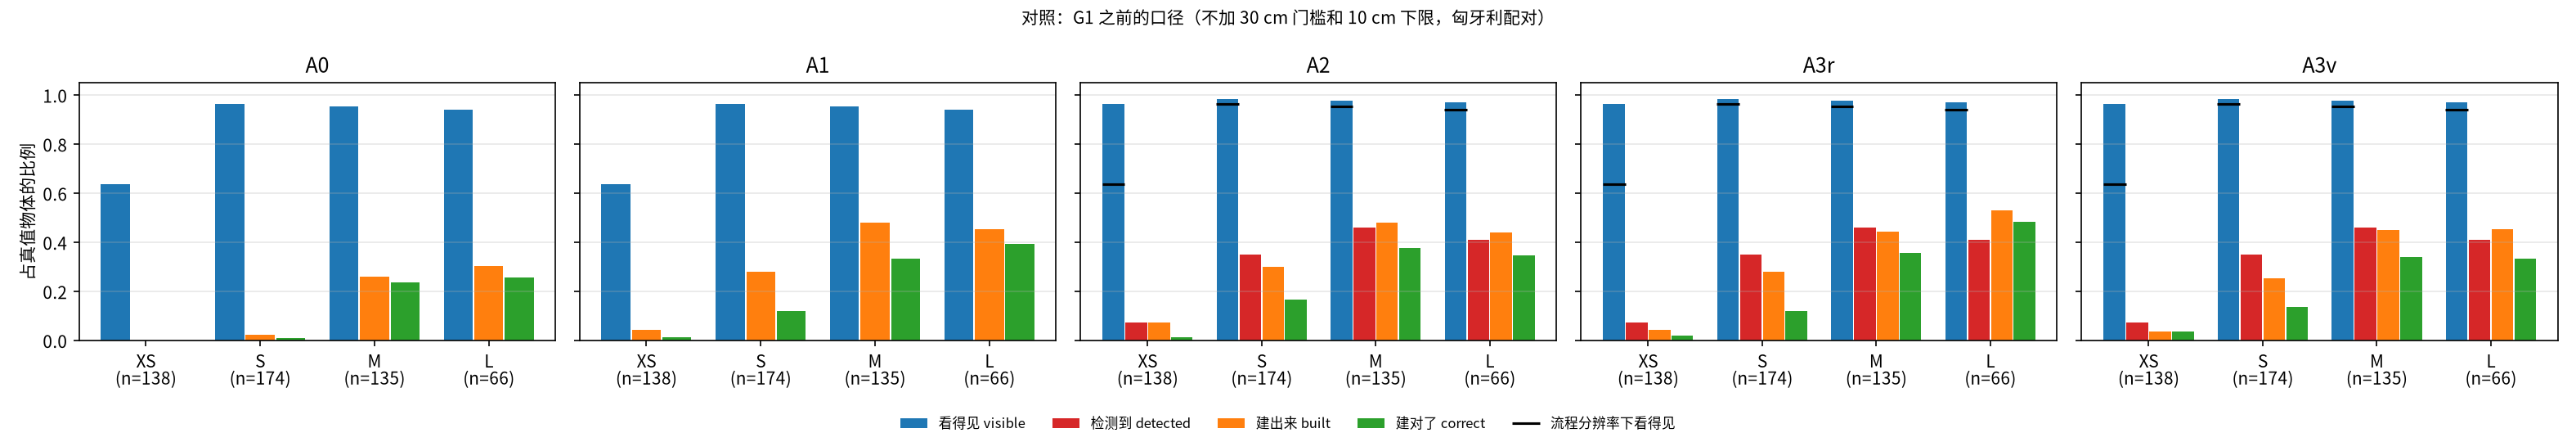 对照：G1 之前的口径（不加 30 cm 门槛和 10 cm 下限，匈牙利配对）
A0
A1
A2
A3r
A3v
占真值物体的比例
1.0
0.8
0.6
0.4
0.2
0.0
XS
(n=138)
S
(n=174)
M
(n=135)
L
(n=66)
XS
(n=138)
S
(n=174)
M
(n=135)
L
(n=66)
XS
(n=138)
S
(n=174)
M
(n=135)
L
(n=66)
XS
(n=138)
S
(n=174)
M
(n=135)
L
(n=66)
XS
(n=138)
S
(n=174)
M
(n=135)
L
(n=66)
看得见 visible
检测到 detected
建出来 built
建对了 correct
流程分辨率下看得见